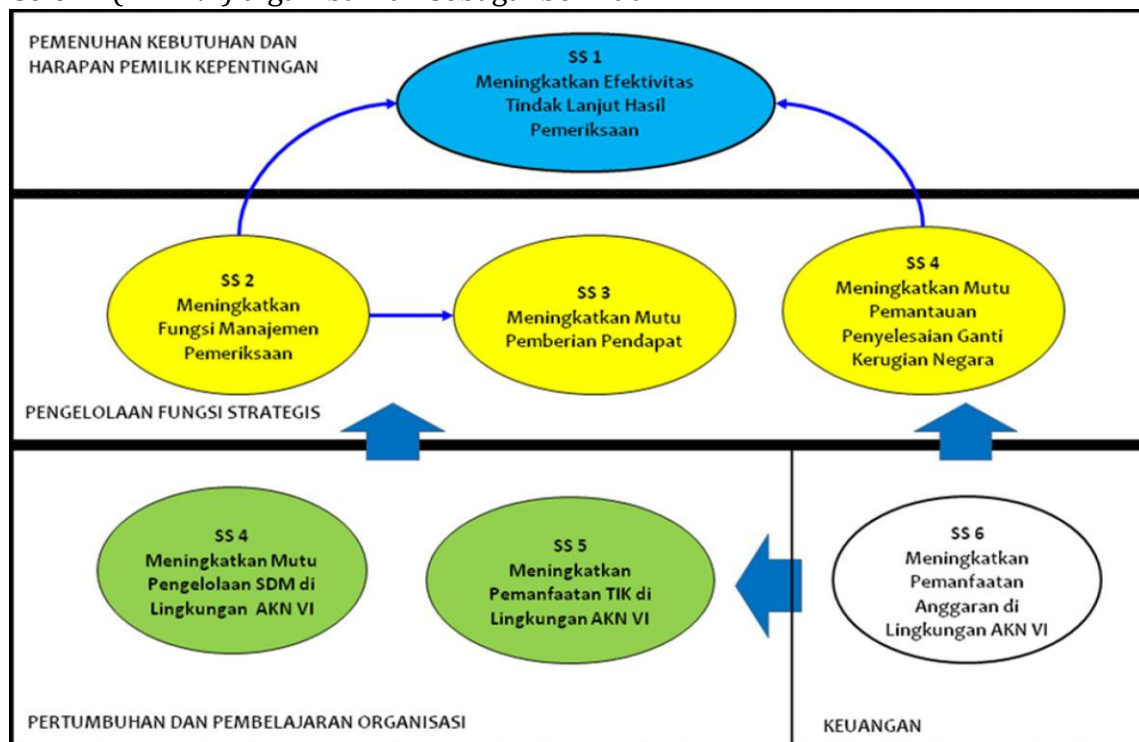 PEMENUHAN KEBUTUHAN DAN
HARAPAN PEMILIK KEPENTINGAN
SS 1
Meningkatkan Efektivitas
Tindak Lanjut Hasil
Pemeriksaan
SS 2
Meningkatkan
Fungsi Manajemen
Pemeriksaan
SS 3
Meningkatkan Mutu
Pemberian Pendapat
SS 4
Meningkatkan Mutu
Pemantauan
Penyelesaian Ganti
Kerugian Negara
PENGELOLAAN FUNGSI STRATEGIS
SS 4
Meningkatkan Mutu
Pengelolaan SDM di
Lingkungan AKN VI
SS 5
Meningkatkan
Pemanfaatan TIK di
Lingkungan AKN VI
SS 6
Meningkatkan
Pemanfaatan
Anggaran di
Lingkungan AKN VI
PERTUMBUHAN DAN PEMBELAJARAN ORGANISASI
KEUANGAN